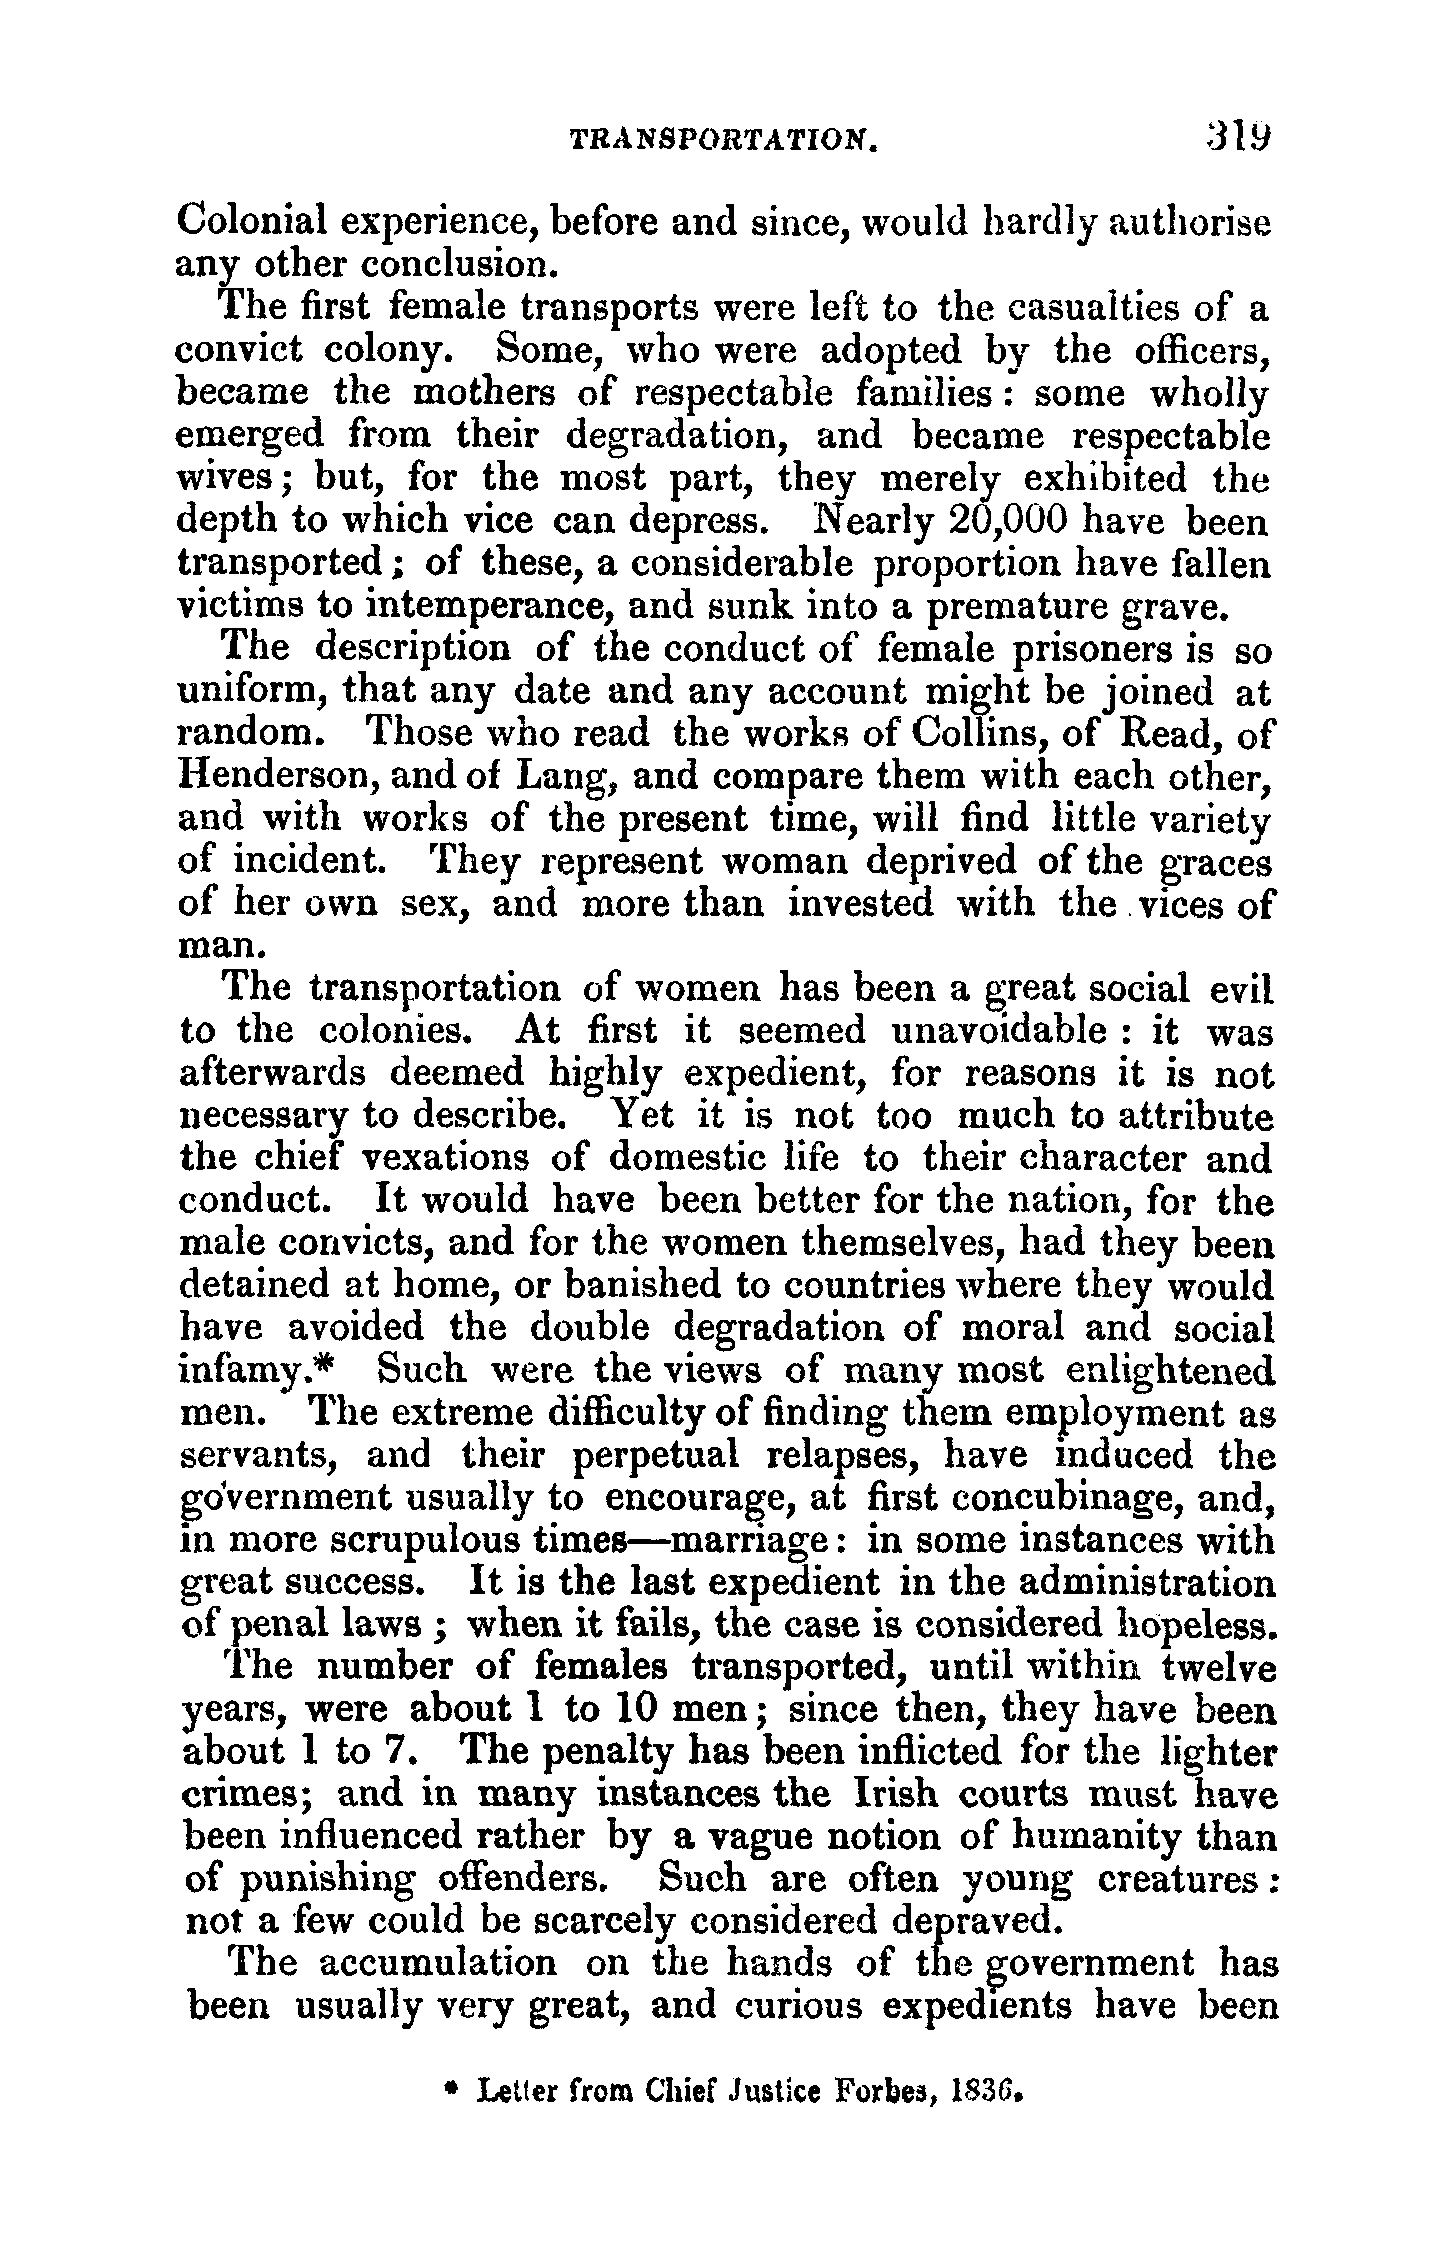 TRANSPORTATION. 319
Colonial experience, before and since, would hardly authorise
any other conclusion.
The first female transports were left to the casualties of a
convict colony. Some, who were adopted by the officers,
became the mothers of respectable families : some wholly
emerged from their degradation, and became respectable
wives ; but, for the most part, they merely exhibited the
depth to which vice can depress. Nearly 20,000 have been
transported ; of these, a considerable proportion have fallen
victims to intemperance, and sunk into a premature grave.
The description of the conduct of female prisoners is so
uniform, that any date and any account might be joined at
random. Those who read the works of Collins, of Read, of
Henderson, and of Lang, and compare them with each other,
and with works of the present time, will find little variety
of incident. They represent woman deprived of the graces
of her own sex, and more than invested with the vices of
man.
The transportation of women has been a great social evil
to the colonies. At first it seemed unavoidable : it was
afterwards deemed highly expedient, for reasons it is not
necessary to describe. Yet it is not too much to attribute
the chief vexations of domestic life to their character and
conduct. It would have been better for the nation, for the
male convicts, and for the women themselves, had they been
detained at home, or banished to countries where they would
have avoided the double degradation of moral and social
infamy.* Such were the views of many most enlightened
men. The extreme difficulty of finding them employment as
servants, and their perpetual relapses, have induced the
government usually to encourage, at first concubinage, and,
in more scrupulous times—marriage : in some instances with
great success. It is the last expedient in the administration
of penal laws ; when it fails, the case is considered hopeless.
The number of females transported, until within twelve
years, were about 1 to 10 men ; since then, they have been
about 1 to 7. The penalty has been inflicted for the lighter
crimes; and in many instances the Irish courts must have
been influenced rather by a vague notion of humanity than
of punishing offenders. Such are often young creatures :
not a few could be scarcely considered depraved.
The accumulation on the hands of the government has
been usually very great, and curious expedients have been
* Letter from Chief Justice Forbes, 1836.